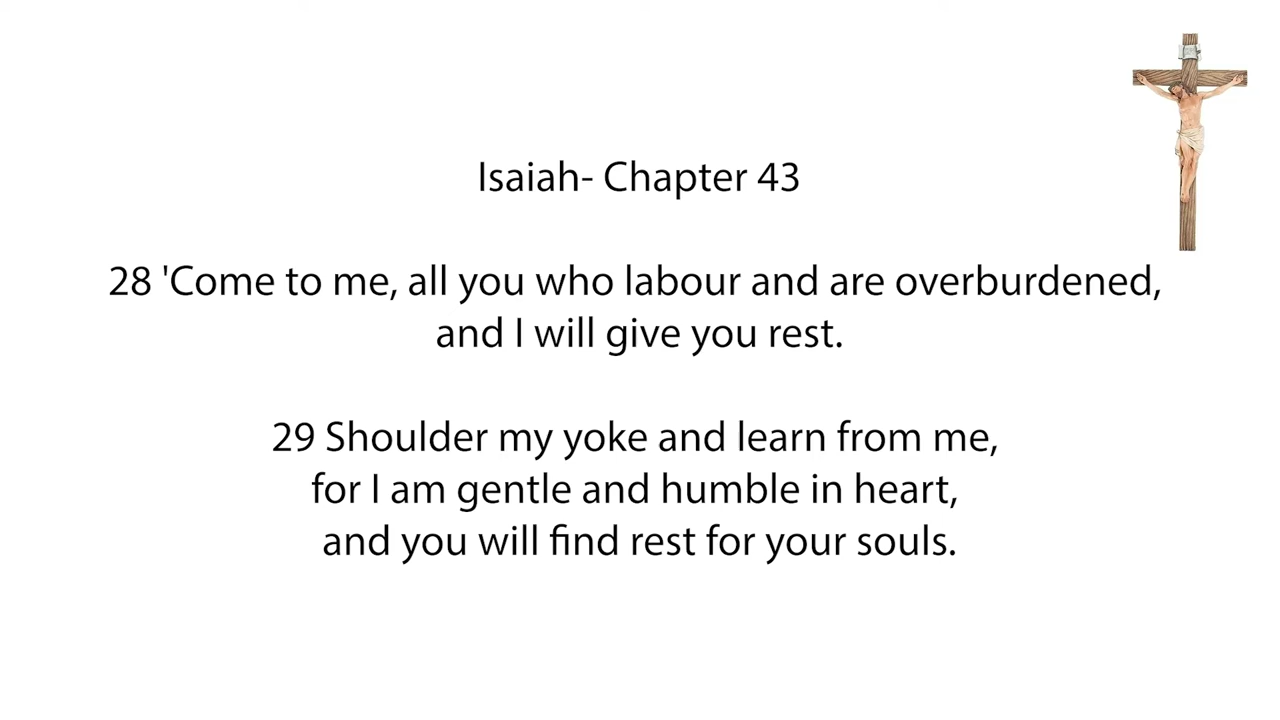 Isaiah- Chapter 43
28 'Come to me, all you who labour and are overburdened,
and I will give you rest.
29 Shoulder my yoke and learn from me,
for I am gentle and humble in heart,
and you will find rest for your souls.